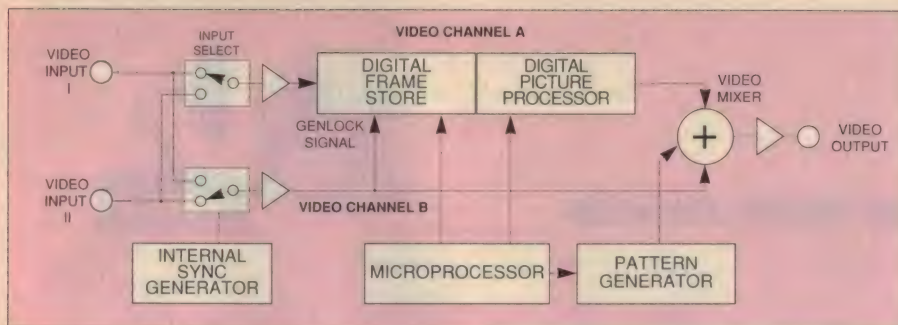 VIDEO CHANNEL A
INPUT
SELECT
VIDEO
INPUT
I
DIGITAL
FRAME
STORE
DIGITAL
PICTURE
PROCESSOR
VIDEO
MIXER
GENLOCK
SIGNAL
+
VIDEO
OUTPUT
VIDEO
INPUT
II
VIDEO CHANNEL B
INTERNAL
SYNC
GENERATOR
MICROPROCESSOR
PATTERN
GENERATOR